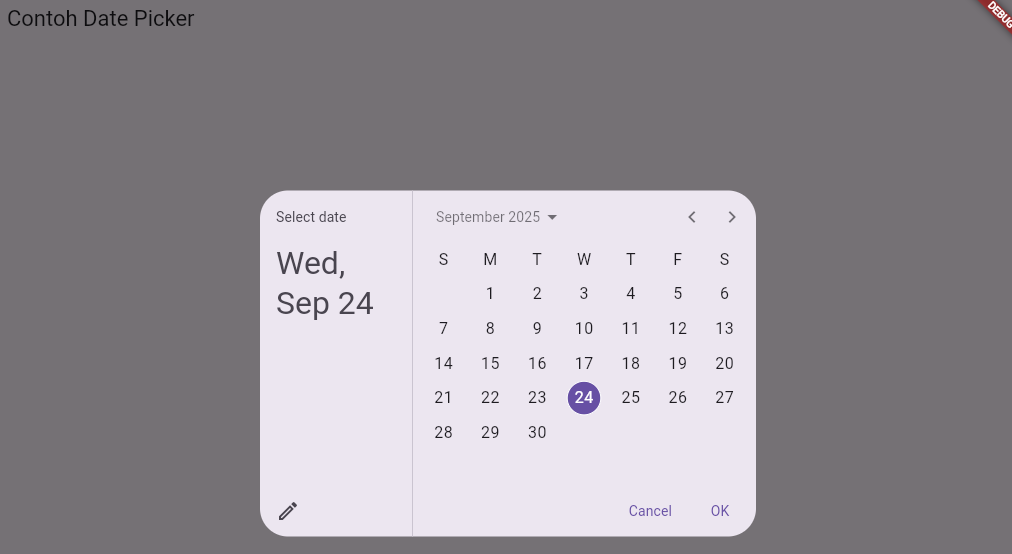 Contoh Date Picker
DEBUG
Select date
Wed,
Sep 24
September 2025
S M T W T F S
1 2 3 4 5 6
7 8 9 10 11 12 13
14 15 16 17 18 19 20
21 22 23 24 25 26 27
28 29 30
Cancel OK